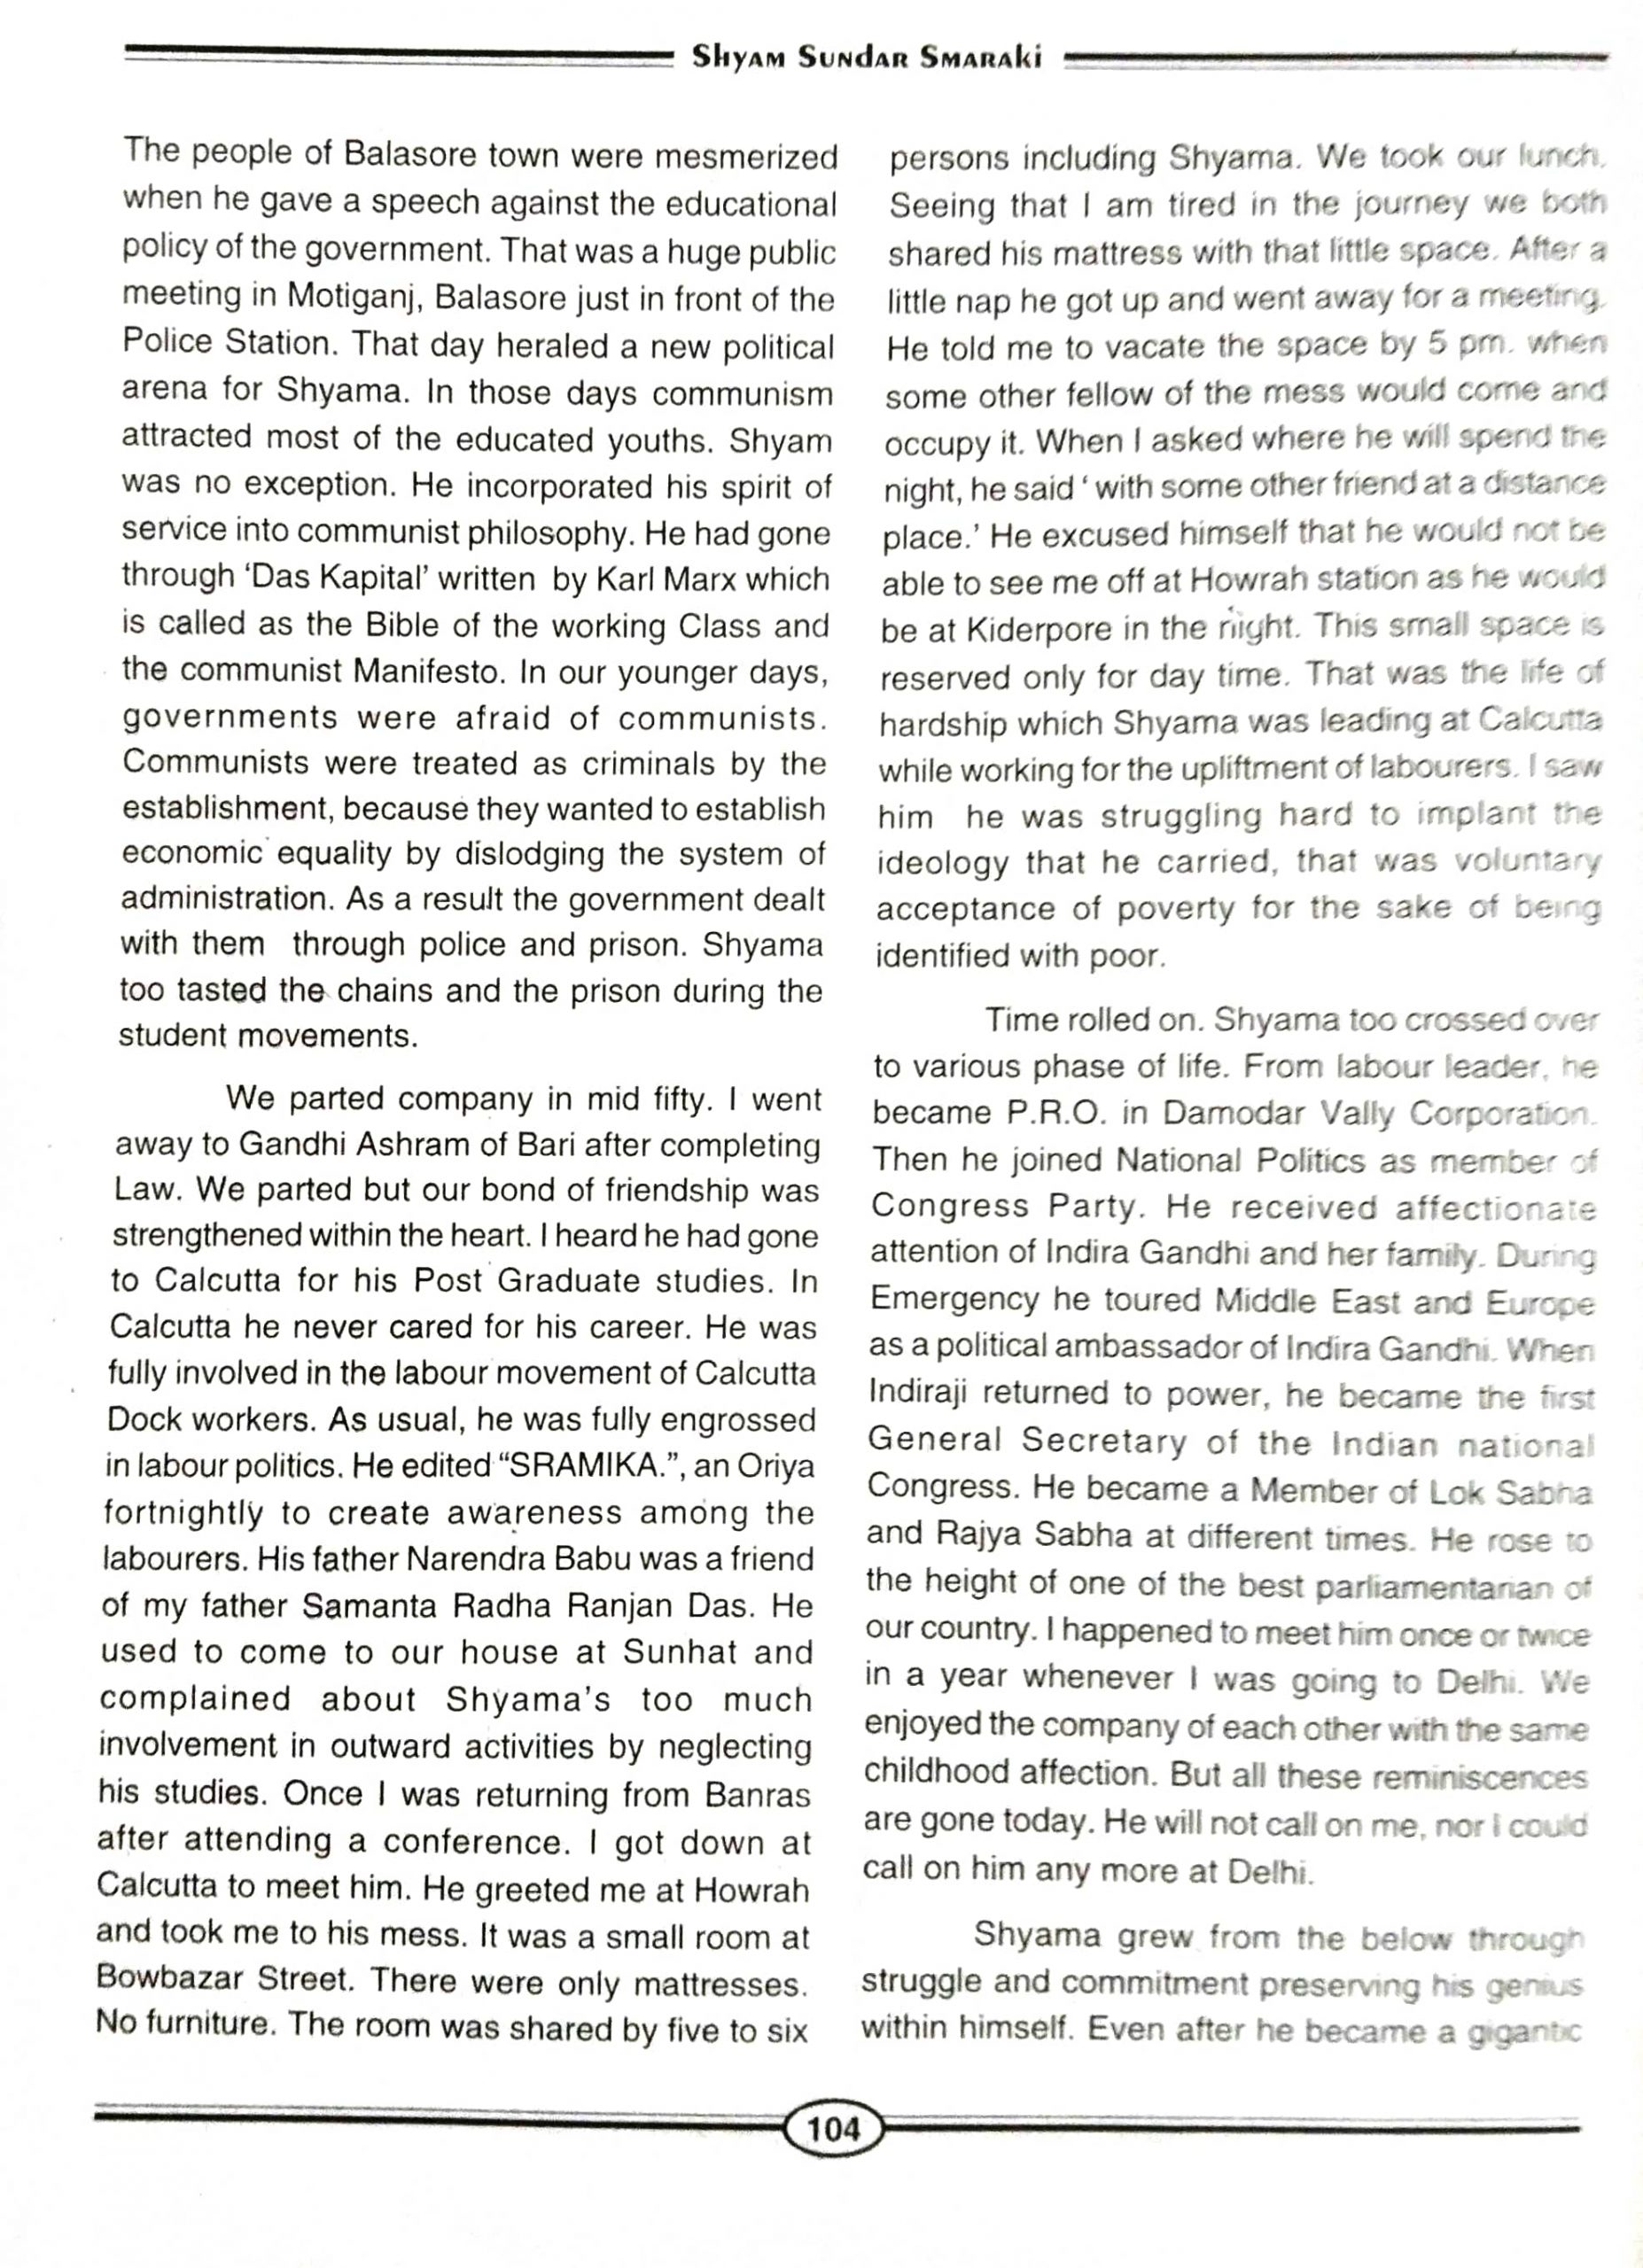 Shyam Sundar Smaraki
The people of Balasore town were mesmerized
when he gave a speech against the educational
policy of the government. That was a huge public
meeting in Motiganj, Balasore just in front of the
Police Station. That day heraled a new political
arena for Shyama. In those days communism
attracted most of the educated youths. Shyam
was no exception. He incorporated his spirit of
service into communist philosophy. He had gone
through ‘Das Kapital’ written by Karl Marx which
is called as the Bible of the working Class and
the communist Manifesto. In our younger days,
governments were afraid of communists.
Communists were treated as criminals by the
establishment, because they wanted to establish
economic equality by dislodging the system of
administration. As a result the government dealt
with them through police and prison. Shyama
too tasted the chains and the prison during the
student movements.
We parted company in mid fifty. I went
away to Gandhi Ashram of Bari after completing
Law. We parted but our bond of friendship was
strengthened within the heart. I heard he had gone
to Calcutta for his Post Graduate studies. In
Calcutta he never cared for his career. He was
fully involved in the labour movement of Calcutta
Dock workers. As usual, he was fully engrossed
in labour politics. He edited “SRAMIKA.”, an Oriya
fortnightly to create awareness among the
labourers. His father Narendra Babu was a friend
of my father Samanta Radha Ranjan Das. He
used to come to our house at Sunhat and
complained about Shyama's too much
involvement in outward activities by neglecting
his studies. Once I was returning from Banras
after attending a conference. I got down at
Calcutta to meet him. He greeted me at Howrah
and took me to his mess. It was a small room at
Bowbazar Street. There were only mattresses.
No furniture. The room was shared by five to six
persons including Shyama. We took our lunch.
Seeing that I am tired in the journey we both
shared his mattress with that little space. After a
little nap he got up and went away for a meeting.
He told me to vacate the space by 5 pm. when
some other fellow of the mess would come and
occupy it. When I asked where he will spend the
night, he said ‘ with some other friend at a distance
place.’ He excused himself that he would not be
able to see me off at Howrah station as he would
be at Kiderpore in the night. This small space is
reserved only for day time. That was the life of
hardship which Shyama was leading at Calcutta
while working for the upliftment of labourers. I saw
him he was struggling hard to implant the
ideology that he carried, that was voluntary
acceptance of poverty for the sake of being
identified with poor.
Time rolled on. Shyama too crossed over
to various phase of life. From labour leader, he
became P.R.O. in Damodar Vally Corporation.
Then he joined National Politics as member of
Congress Party. He received affectionate
attention of Indira Gandhi and her family. During
Emergency he toured Middle East and Europe
as a political ambassador of Indira Gandhi. When
Indiraji returned to power, he became the first
General Secretary of the Indian national
Congress. He became a Member of Lok Sabha
and Rajya Sabha at different times. He rose to
the height of one of the best parliamentarian of
our country. I happened to meet him once or twice
in a year whenever I was going to Delhi. We
enjoyed the company of each other with the same
childhood affection. But all these reminiscences
are gone today. He will not call on me, nor I could
call on him any more at Delhi.
Shyama grew from the below through
struggle and commitment preserving his genius
within himself. Even after he became a gigantic
104